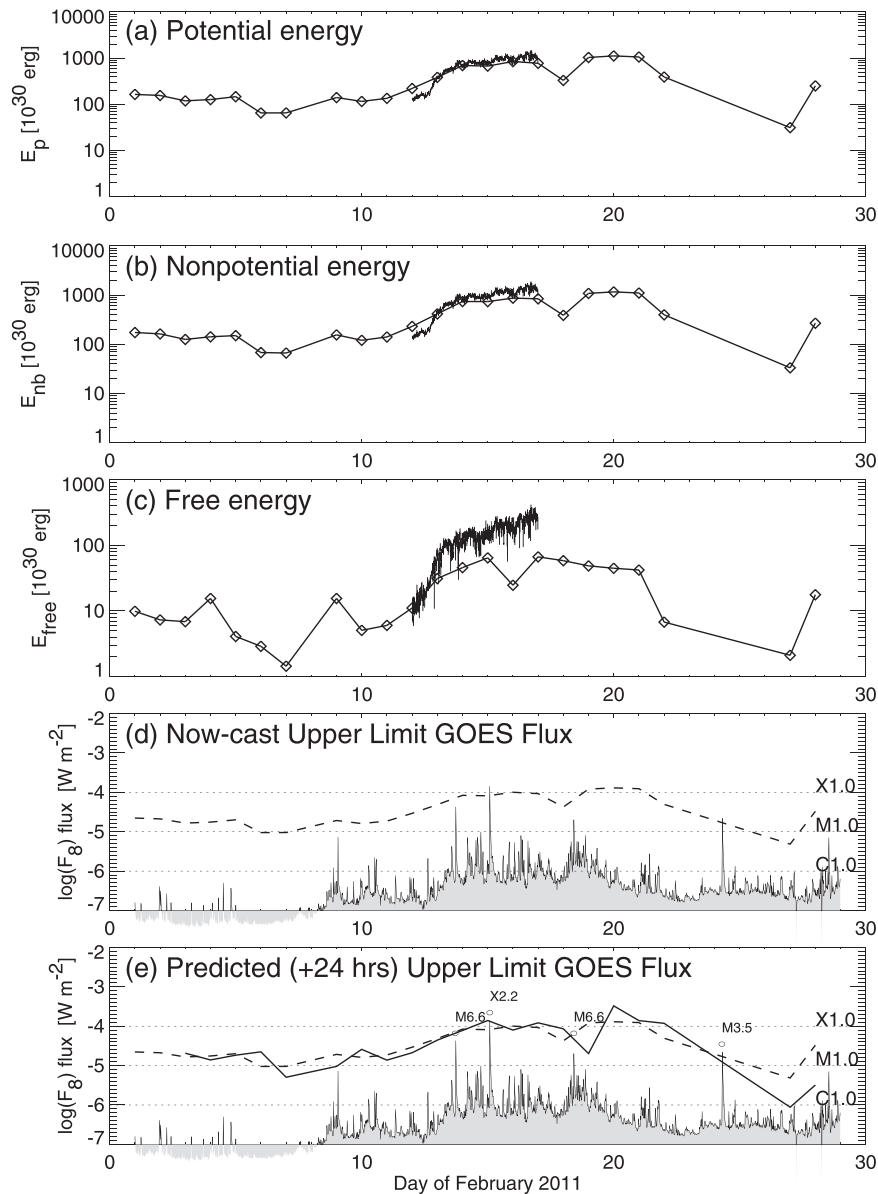 (a) Potential energy
E_p [10^30 erg]
10000
1000
100
10
1
0 10 20 30
(b) Nonpotential energy
E_nb [10^30 erg]
10000
1000
100
10
1
0 10 20 30
(c) Free energy
E_free [10^30 erg]
1000
100
10
1
0 10 20 30
(d) Now-cast Upper Limit GOES Flux
log(F_8) flux [W m^-2]
-2
-3
-4
-5
-6
-7
X1.0
M1.0
C1.0
0 10 20 30
(e) Predicted (+24 hrs) Upper Limit GOES Flux
log(F_8) flux [W m^-2]
-2
-3
-4
-5
-6
-7
X2.2
M6.6
M6.6
M3.5
X1.0
M1.0
C1.0
0 10 20 30
Day of February 2011